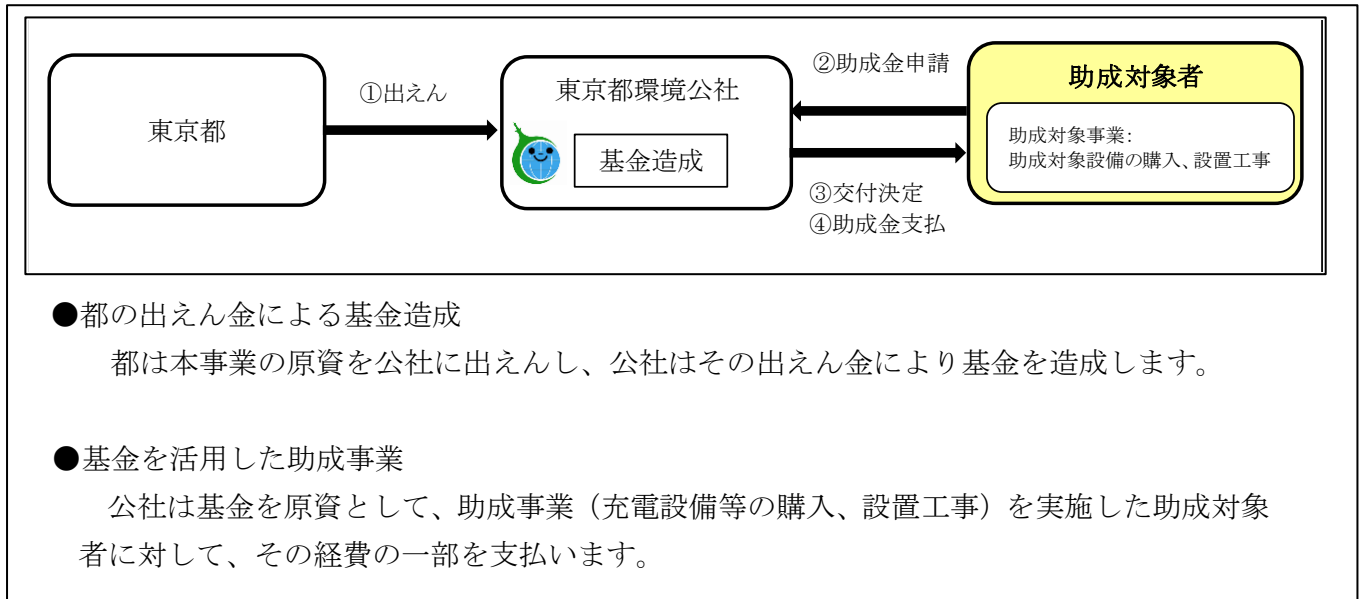 東京都
①出えん
東京都環境公社
基金造成
②助成金申請
③交付決定
④助成金支払
助成対象者
助成対象事業:
助成対象設備の購入、設置工事
●都の出えん金による基金造成
都は本事業の原資を公社に出えんし、公社はその出えん金により基金を造成します。
●基金を活用した助成事業
公社は基金を原資として、助成事業（充電設備等の購入、設置工事）を実施した助成対象
者に対して、その経費の一部を支払います。